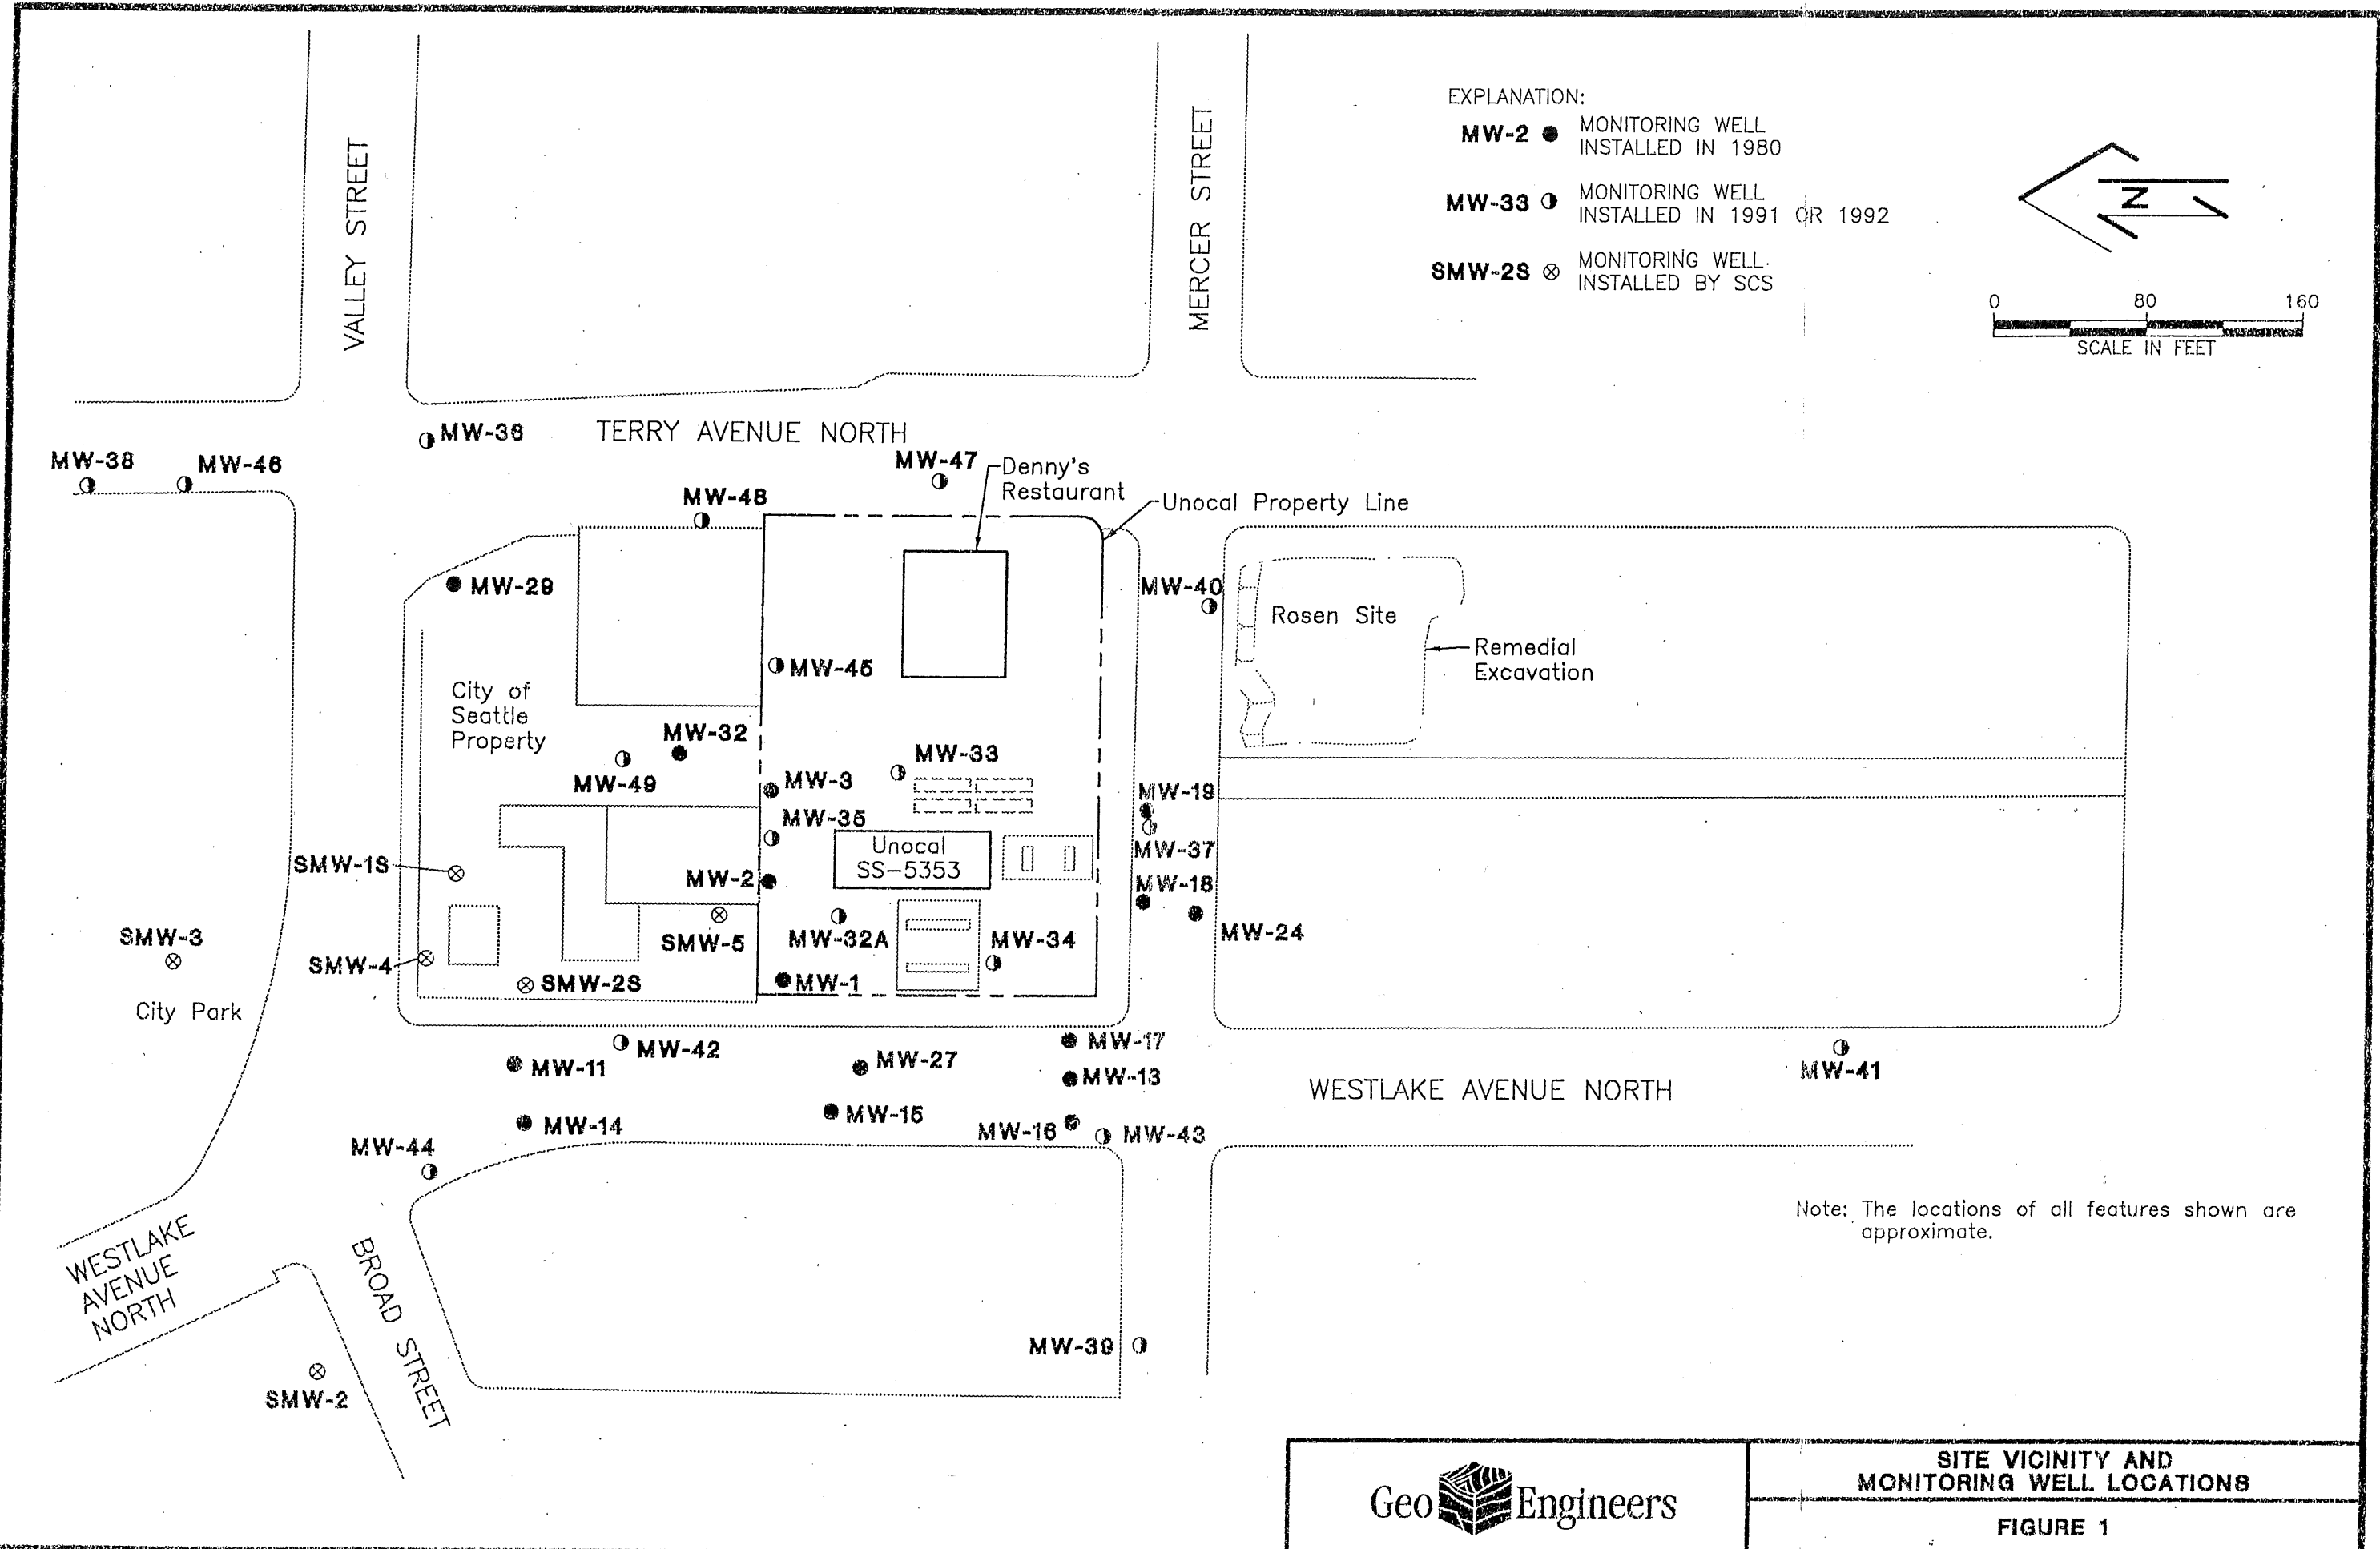 EXPLANATION:
MW-2 MONITORING WELL
INSTALLED IN 1980
MW-33 MONITORING WELL
INSTALLED IN 1991 OR 1992
SMW-2S MONITORING WELL
INSTALLED BY SCS
N
0 80 160
SCALE IN FEET
VALLEY STREET
MERCER STREET
TERRY AVENUE NORTH
MW-36
MW-38
MW-46
MW-47
Denny's
Restaurant
MW-48
Unocal Property Line
MW-29
MW-40
Rosen Site
Remedial
Excavation
MW-45
City of
Seattle
Property
MW-32
MW-49
MW-33
MW-3
MW-19
MW-35
Unocal
SS-5353
MW-37
SMW-1S
MW-2
MW-18
MW-24
SMW-3
SMW-5
MW-32A
MW-34
SMW-4
SMW-2S
MW-1
City Park
MW-42
MW-17
MW-11
MW-27
MW-13
MW-41
WESTLAKE AVENUE NORTH
MW-14
MW-15
MW-16
MW-43
MW-44
Note: The locations of all features shown are
approximate.
WESTLAKE
AVENUE
NORTH
BROAD STREET
MW-39
SMW-2
Geo Engineers
SITE VICINITY AND
MONITORING WELL LOCATIONS
FIGURE 1